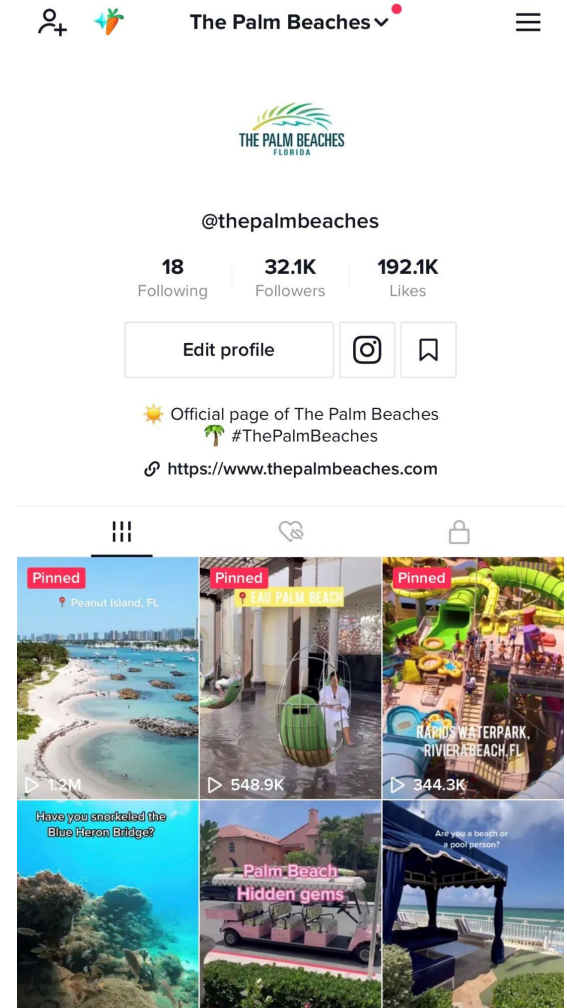 The Palm Beaches
THE PALM BEACHES
FLORIDA
@thepalmbeaches
18
Following
32.1K
Followers
192.1K
Likes
Edit profile
Official page of The Palm Beaches
#ThePalmBeaches
https://www.thepalmbeaches.com
Pinned
Peanut Island, FL
1.2M
Pinned
EAU PALM BEACH
548.9K
Pinned
RAPIDS WATERPARK,
RIVIERA BEACH, FL
344.3K
Have you snorkeled the
Blue Heron Bridge?
Palm Beach
Hidden gems
Are you a beach or
a pool person?